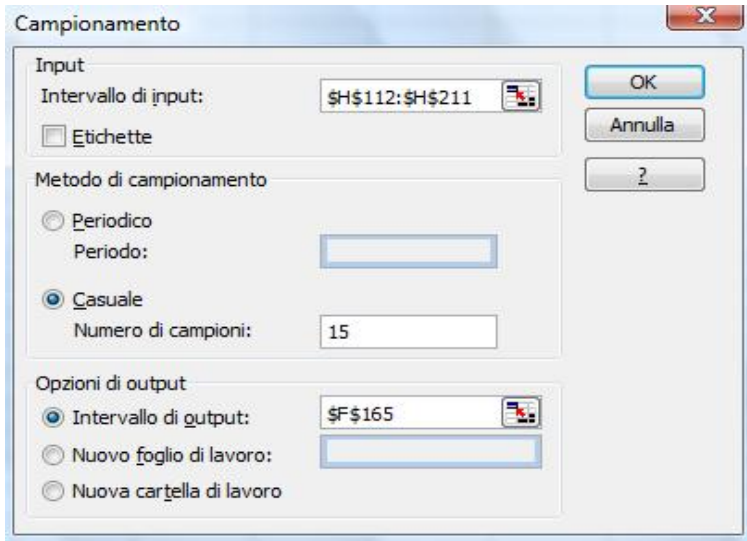 Campionamento
Input
Intervallo di input: $H$112:$H$211
Etichette
OK
Annulla
?
Metodo di campionamento
Periodico
Periodo:
Casuale
Numero di campioni: 15
Opzioni di output
Intervallo di output: $F$165
Nuovo foglio di lavoro:
Nuova cartella di lavoro